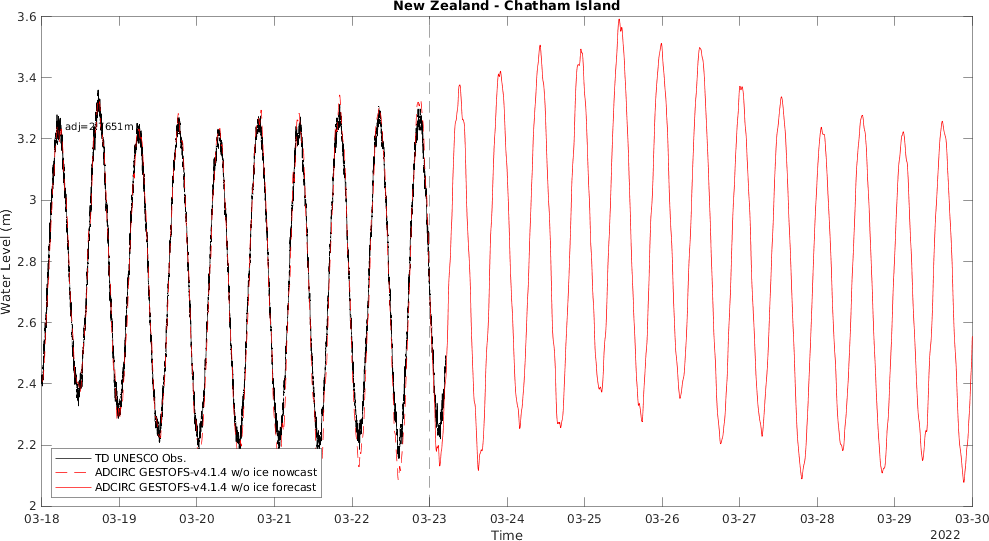 New Zealand - Chatham Island
3.6
3.4
3.2
3
2.8
2.6
2.4
2.2
2
Water Level (m)
adj=2.7651m
TD UNESCO Obs.
ADCIRC GESTOFS-v4.1.4 w/o ice nowcast
ADCIRC GESTOFS-v4.1.4 w/o ice forecast
03-18 03-19 03-20 03-21 03-22 03-23 03-24 03-25 03-26 03-27 03-28 03-29 03-30
Time
2022